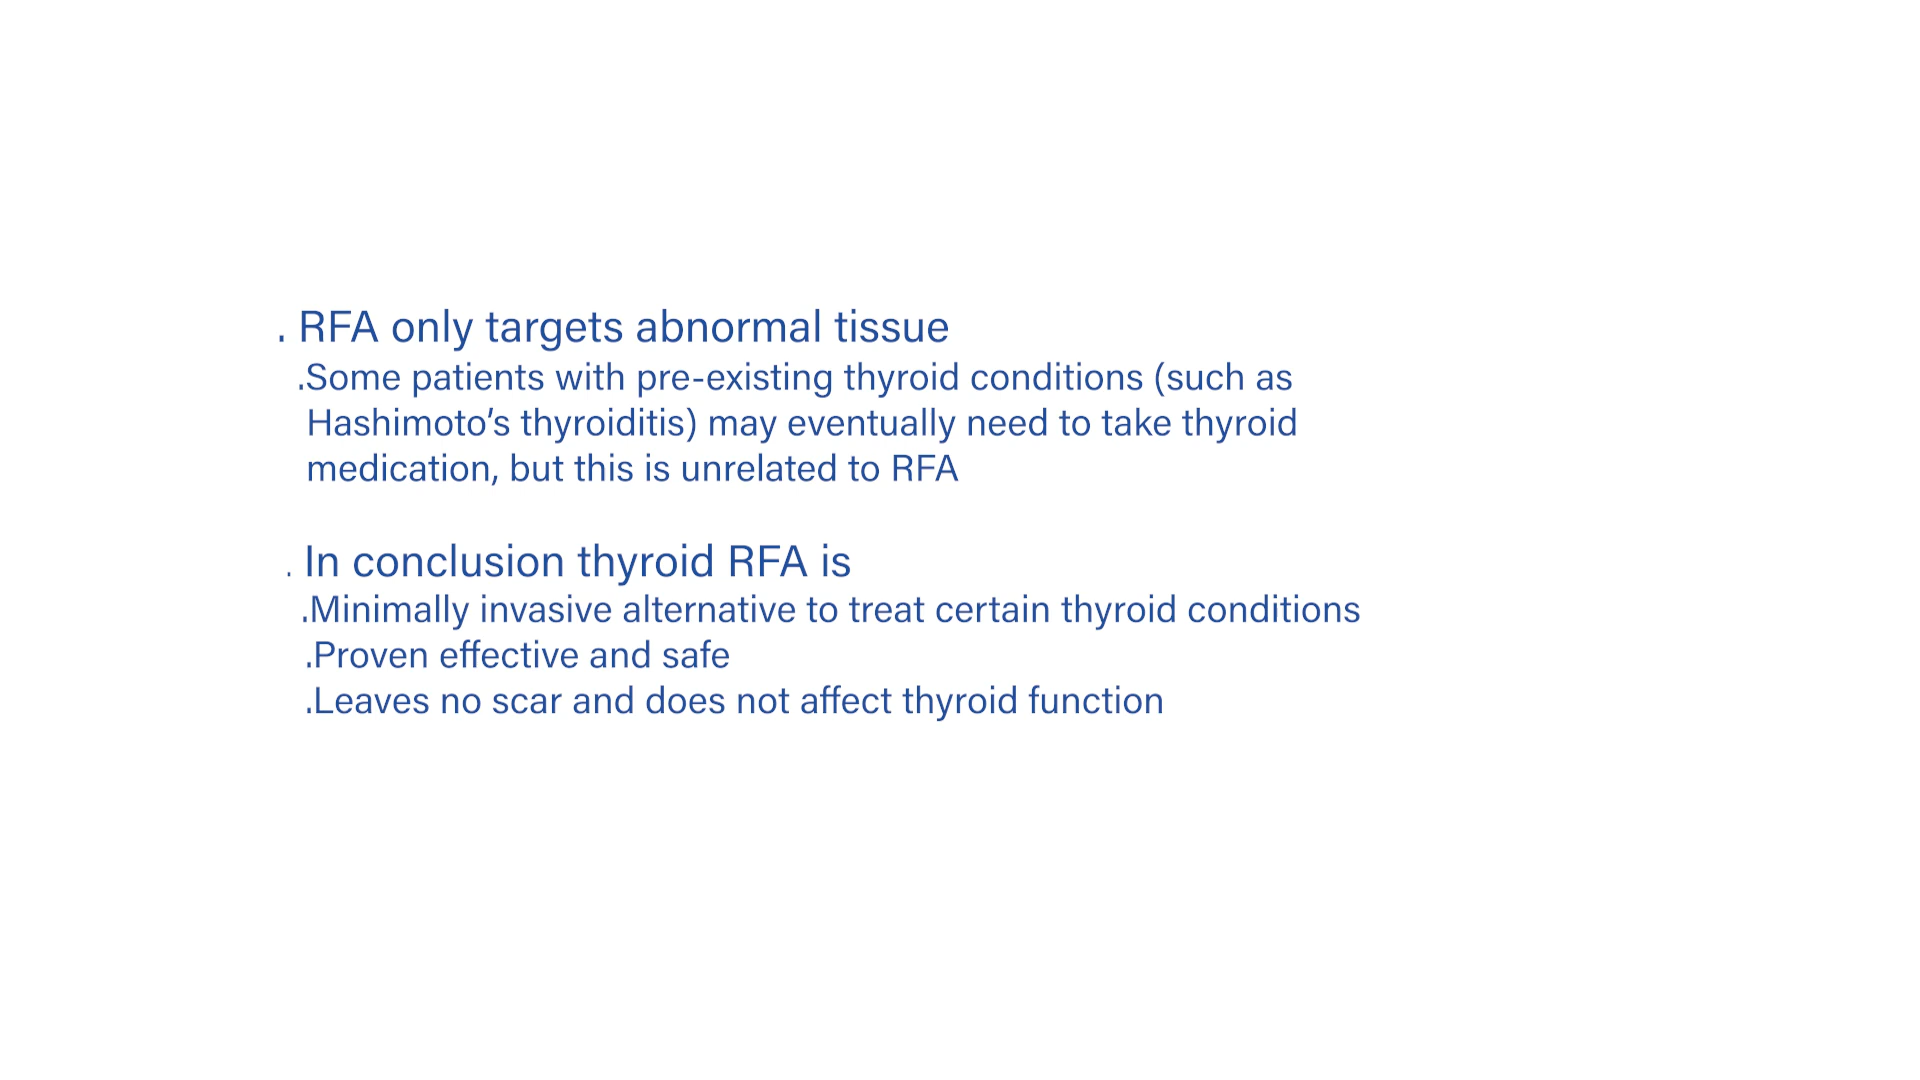 . RFA only targets abnormal tissue
.Some patients with pre-existing thyroid conditions (such as
Hashimoto’s thyroiditis) may eventually need to take thyroid
medication, but this is unrelated to RFA
. In conclusion thyroid RFA is
.Minimally invasive alternative to treat certain thyroid conditions
.Proven effective and safe
.Leaves no scar and does not affect thyroid function